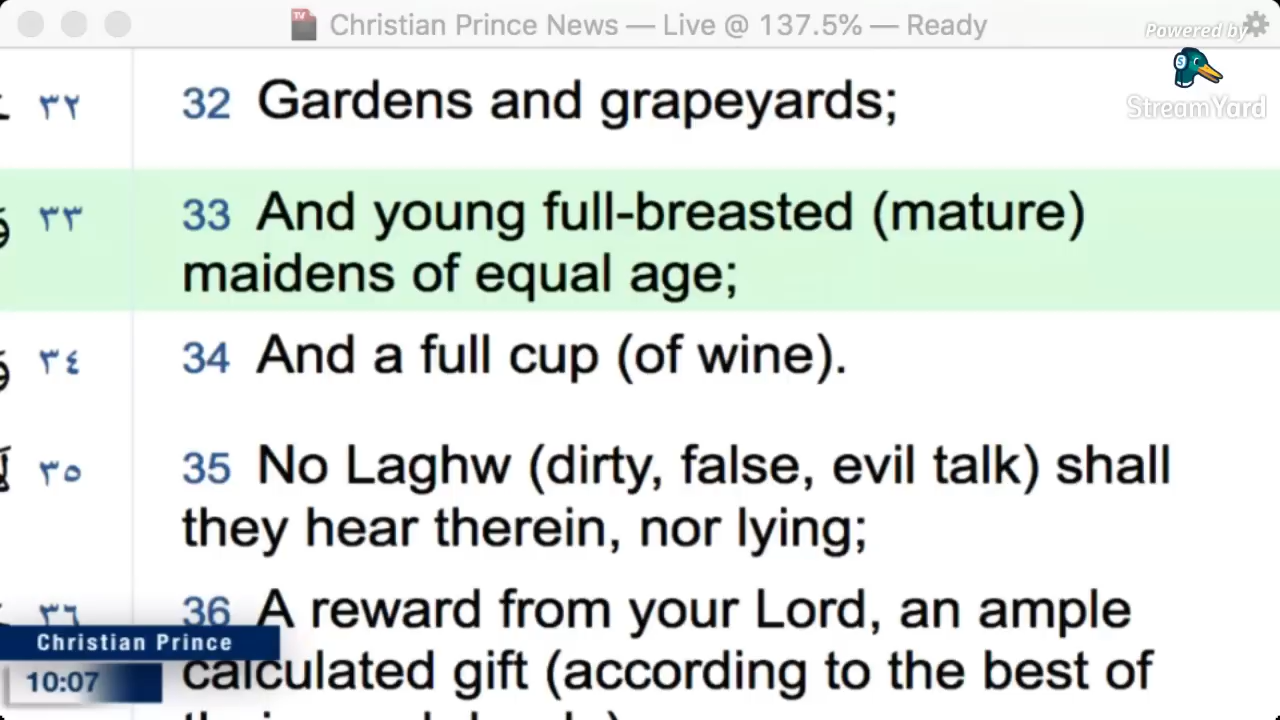 Christian Prince News — Live @ 137.5% — Ready
Powered by
StreamYard
٣٢ 32 Gardens and grapeyards;
٣٣ 33 And young full-breasted (mature)
maidens of equal age;
٣٤ 34 And a full cup (of wine).
٣٥ 35 No Laghw (dirty, false, evil talk) shall
they hear therein, nor lying;
٣٦ 36 A reward from your Lord, an ample
calculated gift (according to the best of
Christian Prince
10:07